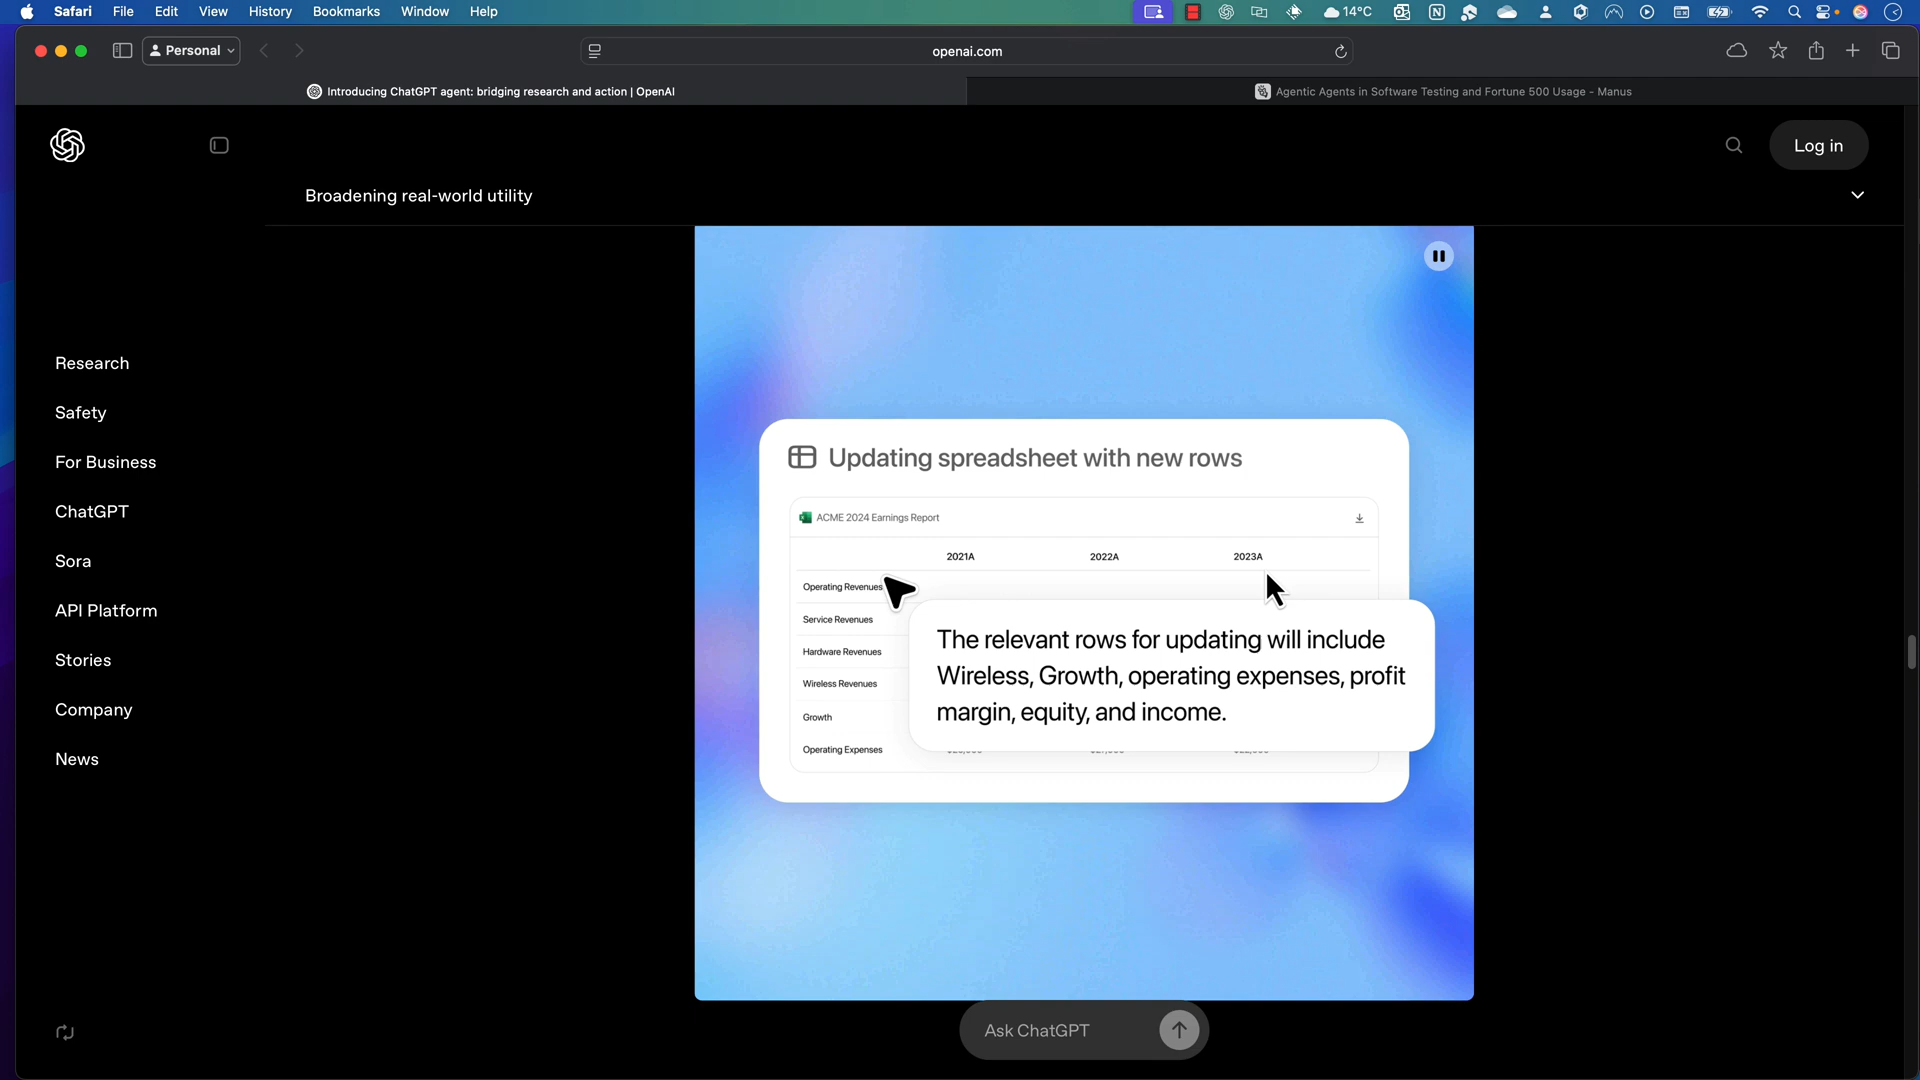 Safari File Edit View History Bookmarks Window Help 14°C
Personal openai.com
Introducing ChatGPT agent: bridging research and action | OpenAI Agentic Agents in Software Testing and Fortune 500 Usage - Manus
Log in
Broadening real-world utility
Research
Safety
For Business
ChatGPT
Sora
API Platform
Stories
Company
News
Updating spreadsheet with new rows
ACME 2024 Earnings Report
2021A 2022A 2023A
Operating Revenues
Service Revenues
Hardware Revenues
Wireless Revenues
Growth
Operating Expenses
The relevant rows for updating will include
Wireless, Growth, operating expenses, profit
margin, equity, and income.
Ask ChatGPT